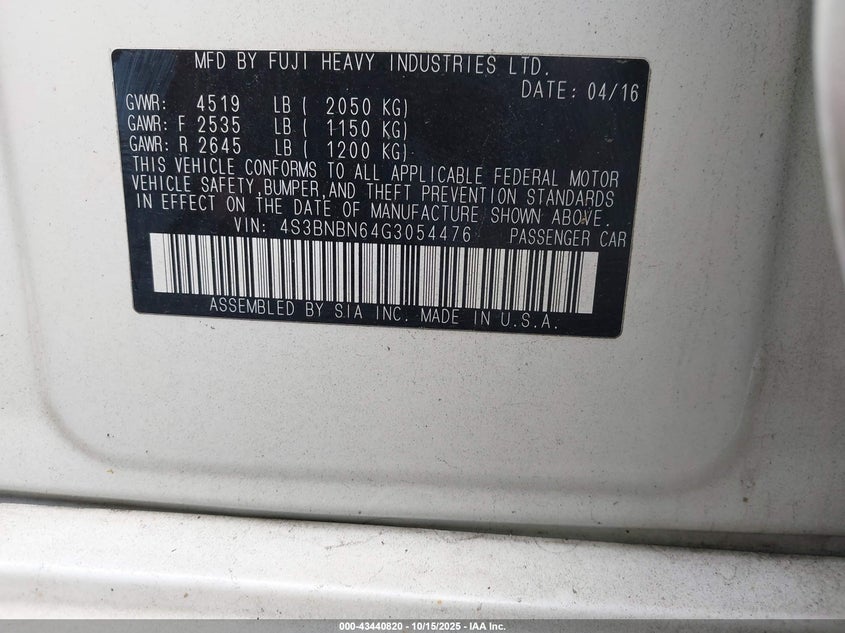 MFD BY FUJI HEAVY INDUSTRIES LTD.
DATE: 04/16
GVWR: 4519 LB ( 2050 KG)
GAWR: F 2535 LB ( 1150 KG)
GAWR: R 2645 LB ( 1200 KG)
THIS VEHICLE CONFORMS TO ALL APPLICABLE FEDERAL MOTOR
VEHICLE SAFETY,BUMPER,AND THEFT PREVENTION STANDARDS
IN EFFECT ON THE DATE OF MANUFACTURE SHOWN ABOVE.
VIN: 4S3BNBN64G3054476 PASSENGER CAR
ASSEMBLED BY SIA INC. MADE IN U.S.A.
000-43440820 - 10/15/2025 - IAA Inc.